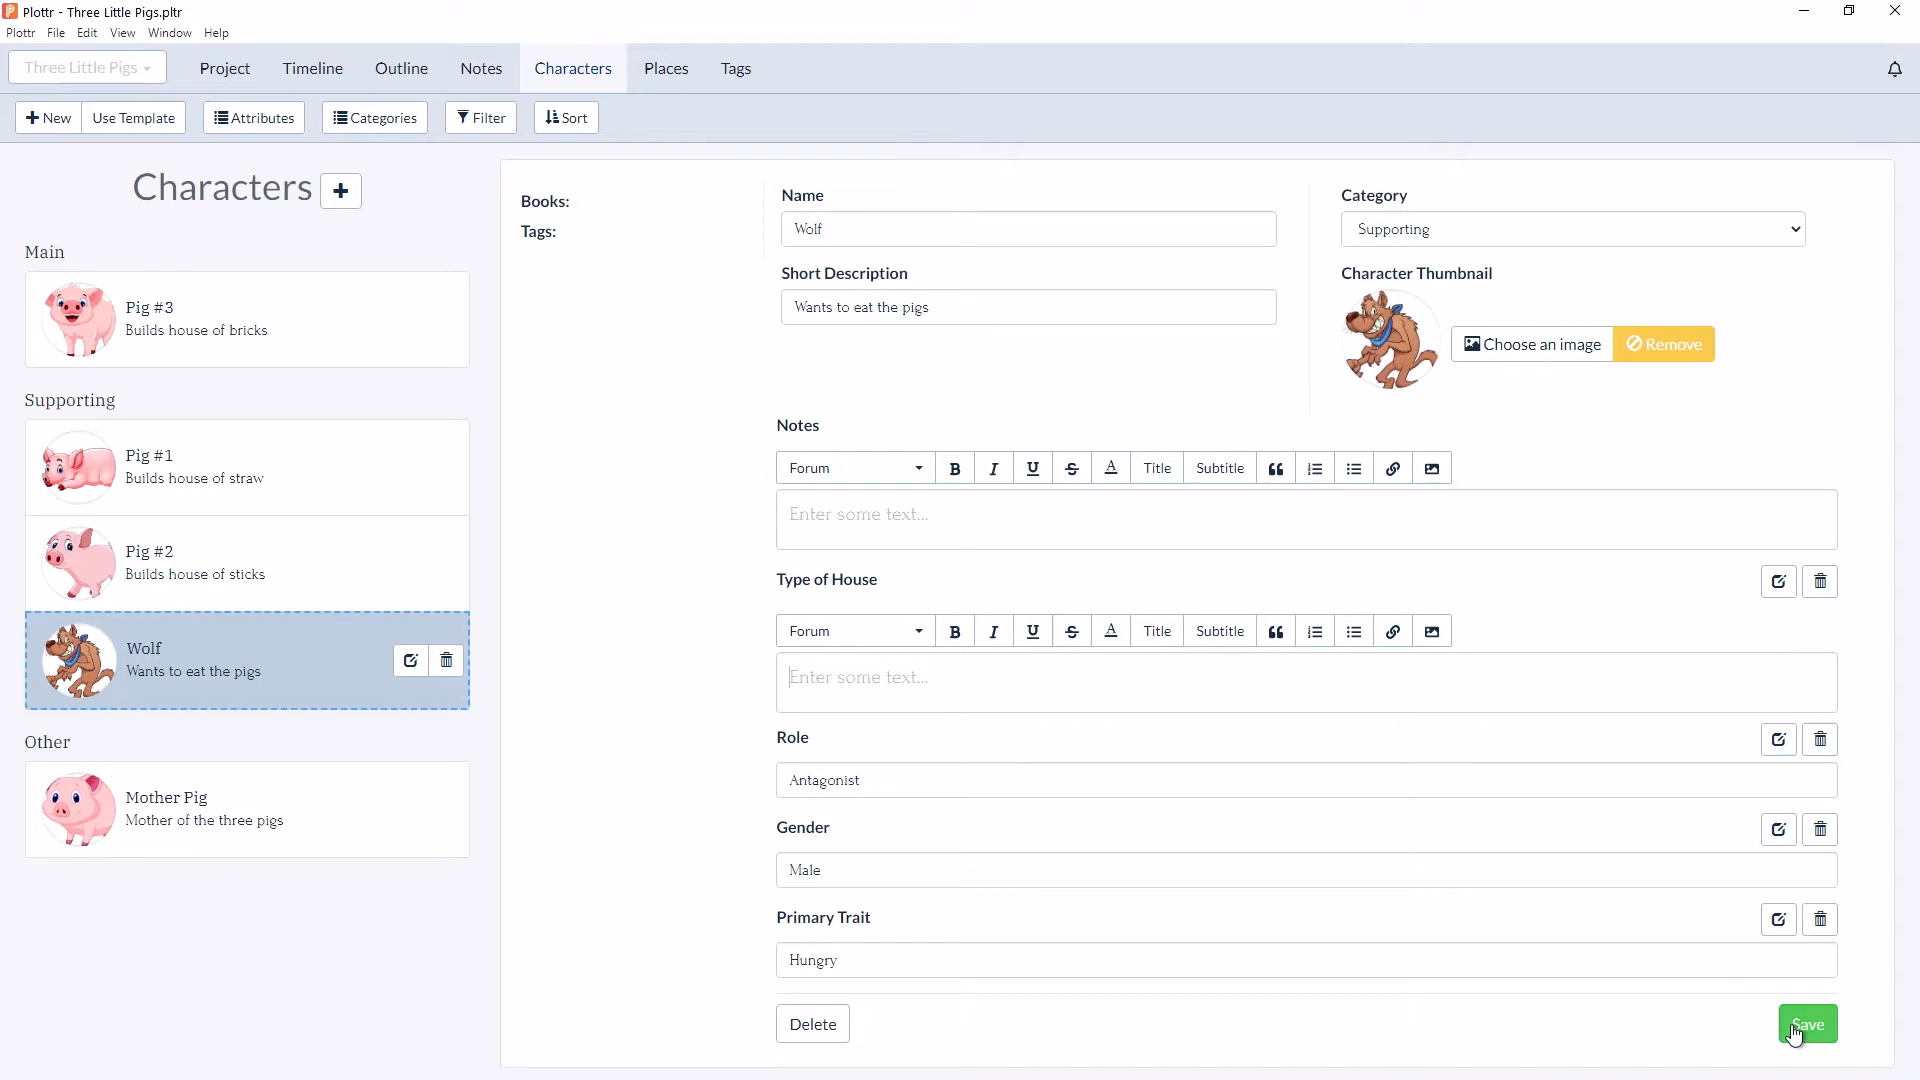 Plottr - Three Little Pigs.pltr
Plottr File Edit View Window Help
Three Little Pigs Project Timeline Outline Notes Characters Places Tags
New Use Template Attributes Categories Filter Sort
Characters
Main
Pig #3
Builds house of bricks
Supporting
Pig #1
Builds house of straw
Pig #2
Builds house of sticks
Wolf
Wants to eat the pigs
Other
Mother Pig
Mother of the three pigs
Books:
Tags:
Name
Wolf
Short Description
Wants to eat the pigs
Category
Supporting
Character Thumbnail
Choose an image Remove
Notes
Forum B I U S A Title Subtitle
Enter some text...
Type of House
Forum B I U S A Title Subtitle
Enter some text...
Role
Antagonist
Gender
Male
Primary Trait
Hungry
Delete Save